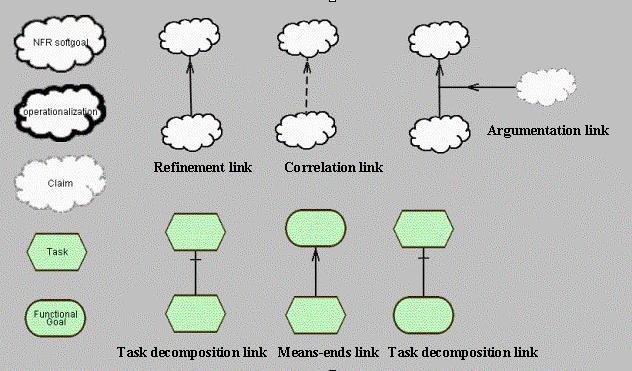 NFR softgoal
operationalization
Claim
Task
Functional
Goal
Argumentation link
Refinement link
Correlation link
Task decomposition link
Means-ends link
Task decomposition link